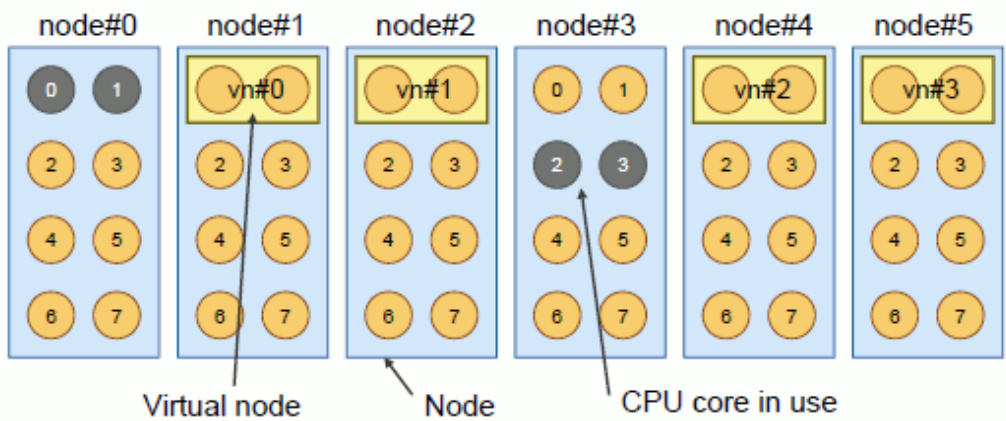 node#0 node#1 node#2 node#3 node#4 node#5
0 1 vn#0 vn#1 0 1 vn#2 vn#3
2 3 2 3 2 3 2 3 2 3 2 3
4 5 4 5 4 5 4 5 4 5 4 5
6 7 6 7 6 7 6 7 6 7 6 7
Virtual node Node CPU core in use